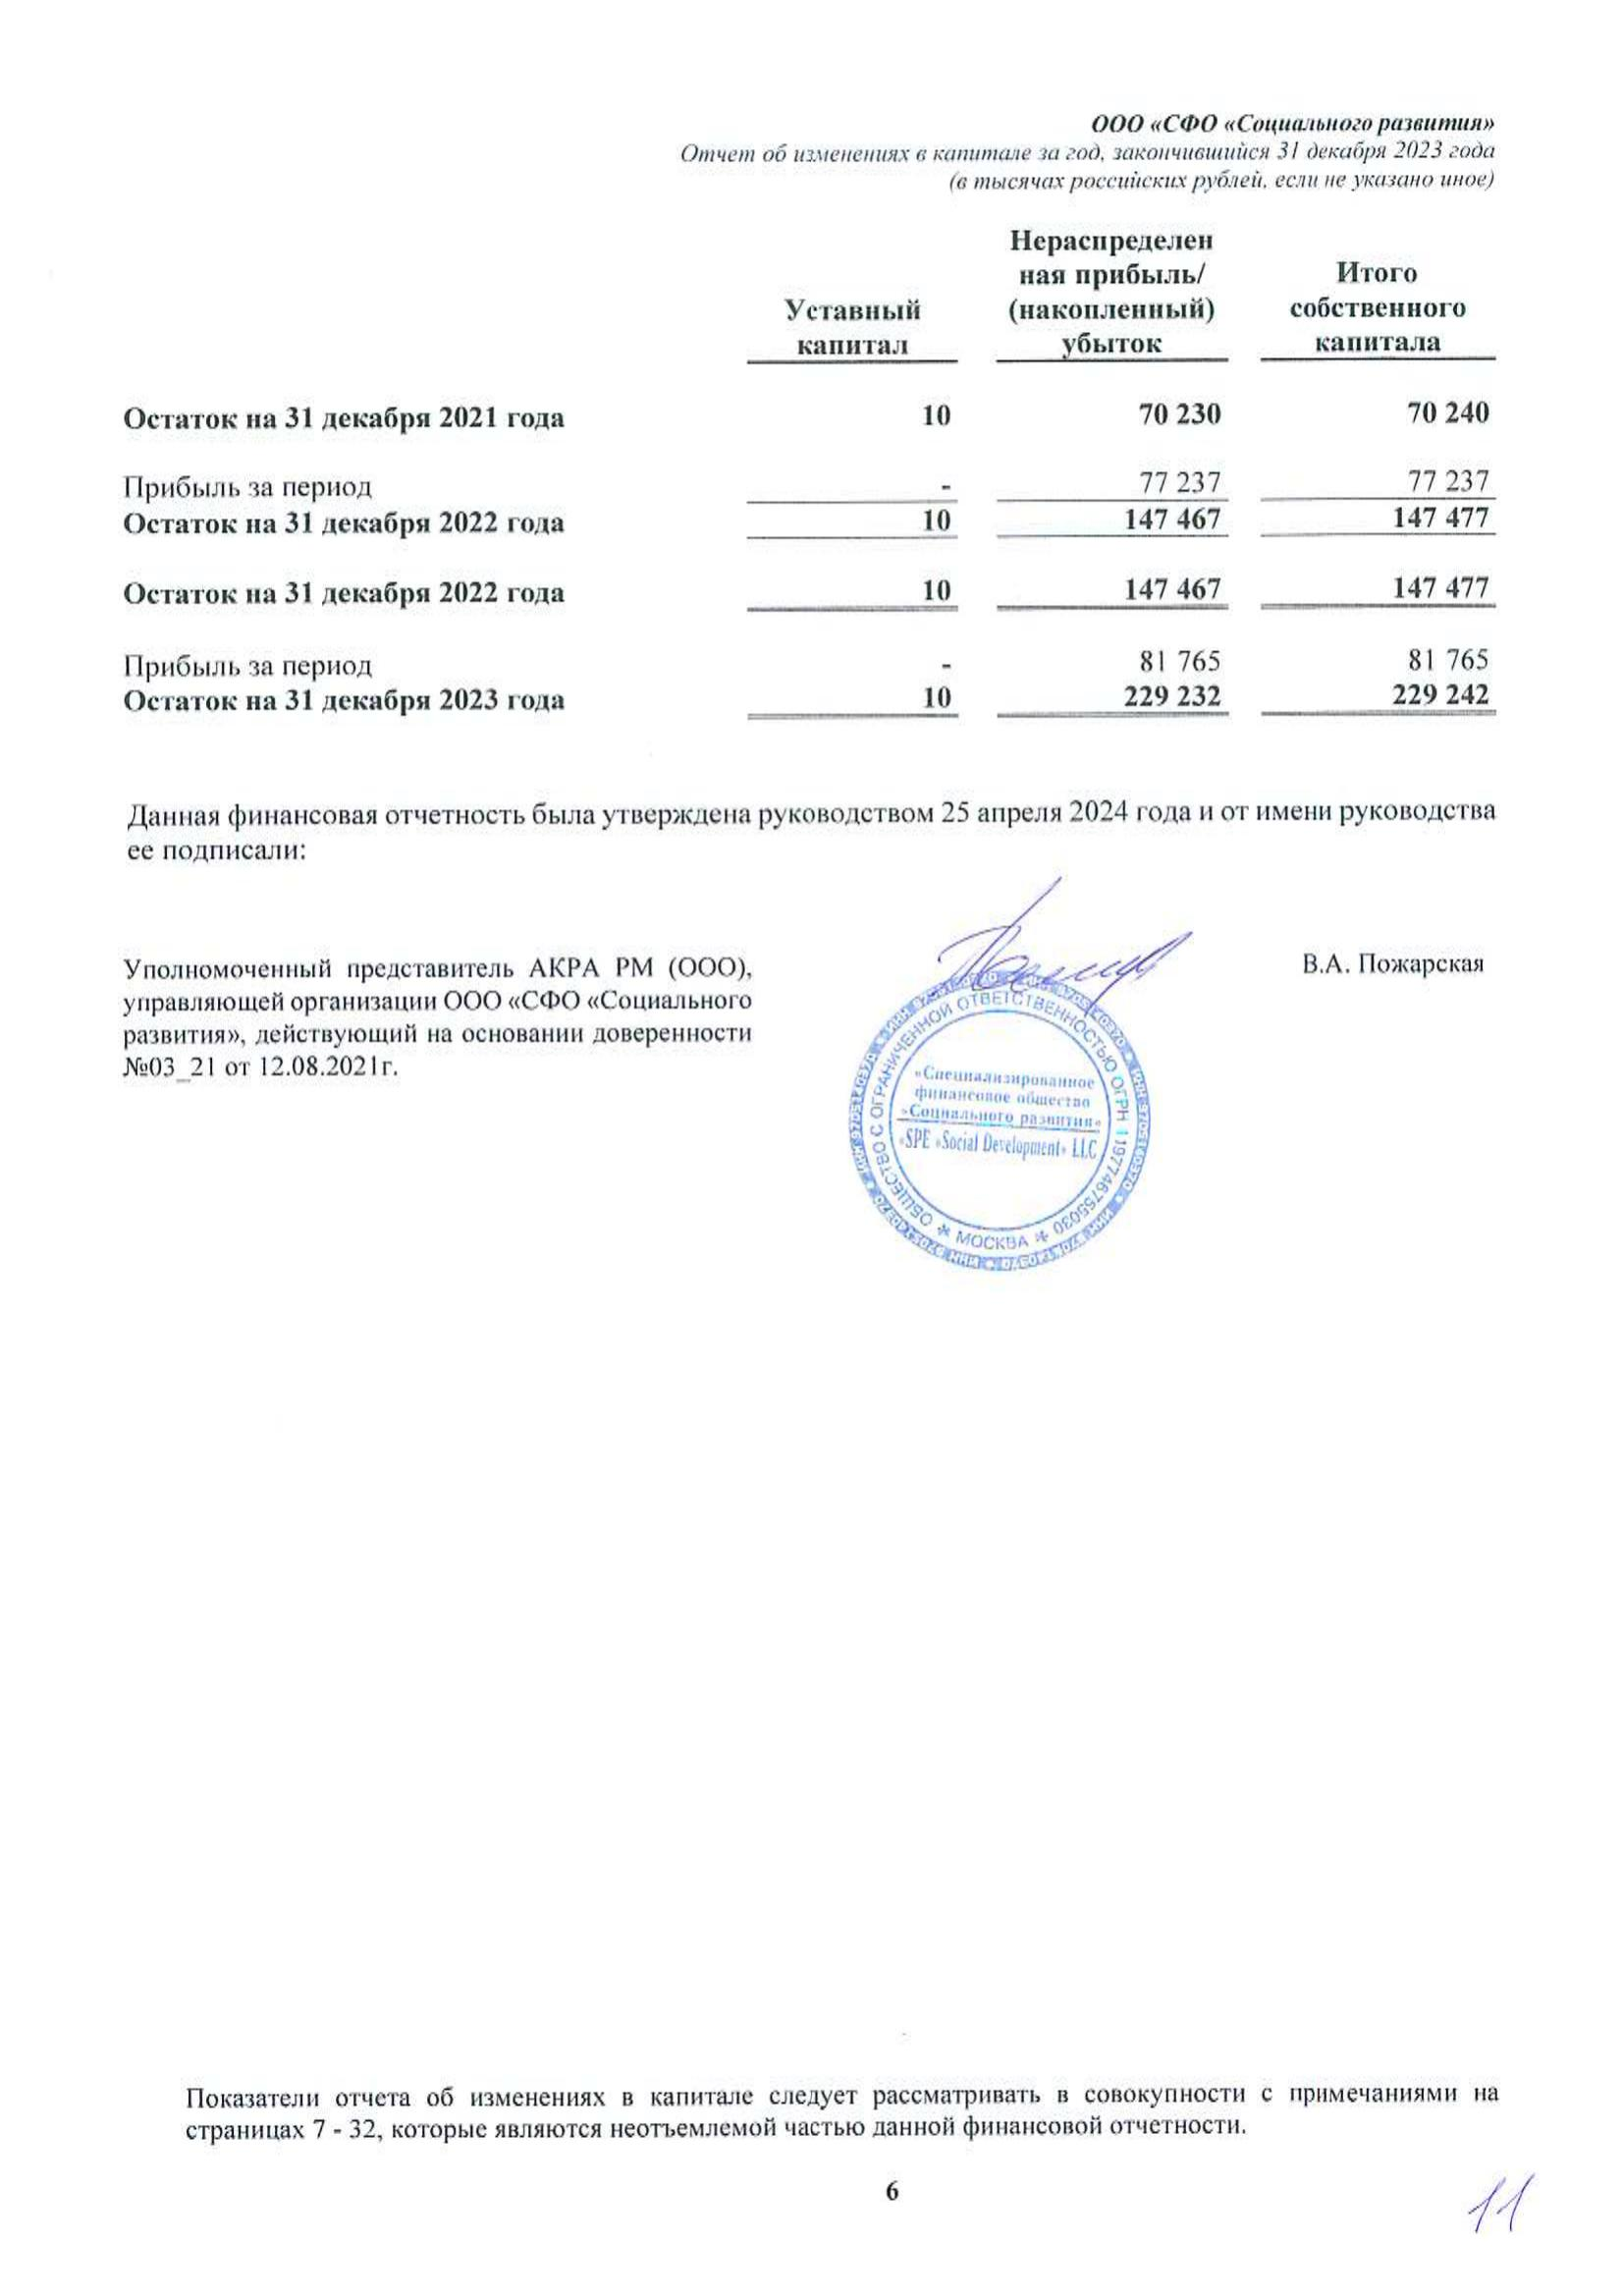 ООО «СФО «Социального развития»
Отчет об изменениях в капитале за год, закончившийся 31 декабря 2023 года
(в тысячах российских рублей, если не указано иное)
Уставный капитал
Нераспределен
ная прибыль/
(накопленный)
убыток
Итого
собственного
капитала
Остаток на 31 декабря 2021 года 10 70 230 70 240
Прибыль за период - 77 237 77 237
Остаток на 31 декабря 2022 года 10 147 467 147 477
Остаток на 31 декабря 2022 года 10 147 467 147 477
Прибыль за период - 81 765 81 765
Остаток на 31 декабря 2023 года 10 229 232 229 242
Данная финансовая отчетность была утверждена руководством 25 апреля 2024 года и от имени руководства
ее подписали:
Уполномоченный представитель АКРА РМ (ООО),
управляющей организации ООО «СФО «Социального
развития», действующий на основании доверенности
№03_21 от 12.08.2021г.
В.А. Пожарская
ОБЩЕСТВО С ОГРАНИЧЕННОЙ ОТВЕТСТВЕННОСТЬЮ ОГРН 1197746755030
* МОСКВА *
«Специализированное
финансовое общество
«Социального развития»
«SPE «Social Development» LLC
Показатели отчета об изменениях в капитале следует рассматривать в совокупности с примечаниями на
страницах 7 - 32, которые являются неотъемлемой частью данной финансовой отчетности.
6
11